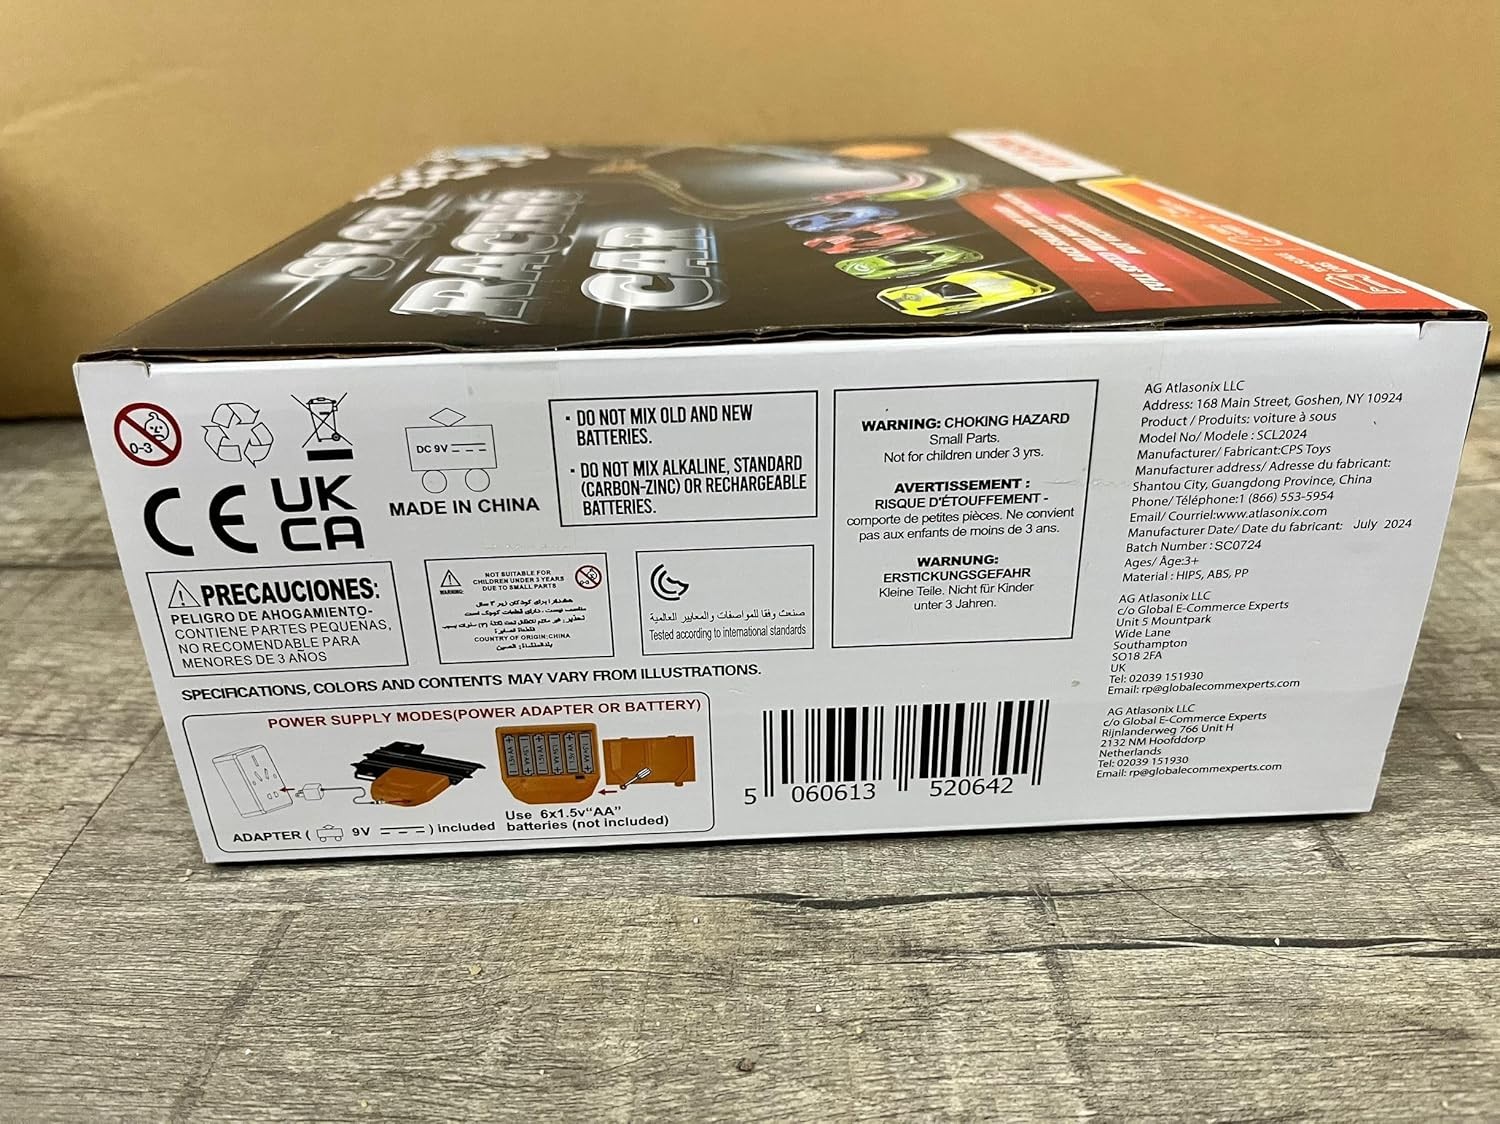 SLOT
RACING
CAR
0-3
DC 9V
MADE IN CHINA
CE
UK
CA
· DO NOT MIX OLD AND NEW
BATTERIES.
· DO NOT MIX ALKALINE, STANDARD
(CARBON-ZINC) OR RECHARGEABLE
BATTERIES.
WARNING: CHOKING HAZARD
Small Parts.
Not for children under 3 yrs.
AVERTISSEMENT :
RISQUE D'ÉTOUFFEMENT -
comporte de petites pièces. Ne convient
pas aux enfants de moins de 3 ans.
WARNUNG:
ERSTICKUNGSGEFAHR
Kleine Teile. Nicht für Kinder
unter 3 Jahren.
PRECAUCIONES:
PELIGRO DE AHOGAMIENTO-
CONTIENE PARTES PEQUEÑAS,
NO RECOMENDABLE PARA
MENORES DE 3 AÑOS
WARNING:
NOT SUITABLE FOR
CHILDREN UNDER 3 YEARS
DUE TO SMALL PARTS
COUNTRY OF ORIGIN:CHINA
صنعت وفقا للمواصفات والمعايير العالمية
Tested according to international standards
SPECIFICATIONS, COLORS AND CONTENTS MAY VARY FROM ILLUSTRATIONS.
POWER SUPPLY MODES(POWER ADAPTER OR BATTERY)
ADAPTER ( 9V ) included
Use 6x1.5v"AA"
batteries (not included)
5 060613 520642
AG Atlasonix LLC
Address: 168 Main Street, Goshen, NY 10924
Product / Produits: voiture à sous
Model No/ Modele : SCL2024
Manufacturer/ Fabricant:CPS Toys
Manufacturer address/ Adresse du fabricant:
Shantou City, Guangdong Province, China
Phone/ Téléphone:1 (866) 553-5954
Email/ Courriel:www.atlasonix.com
Manufacturer Date/ Date du fabricant: July 2024
Batch Number : SC0724
Ages/ Âge:3+
Material : HIPS, ABS, PP
AG Atlasonix LLC
c/o Global E-Commerce Experts
Unit 5 Mountpark
Wide Lane
Southampton
SO18 2FA
UK
Tel: 02039 151930
Email: rp@globalecommexperts.com
AG Atlasonix LLC
c/o Global E-Commerce Experts
Rijnlanderweg 766 Unit H
2132 NM Hoofddorp
Netherlands
Tel: 02039 151930
Email: rp@globalecommexperts.com